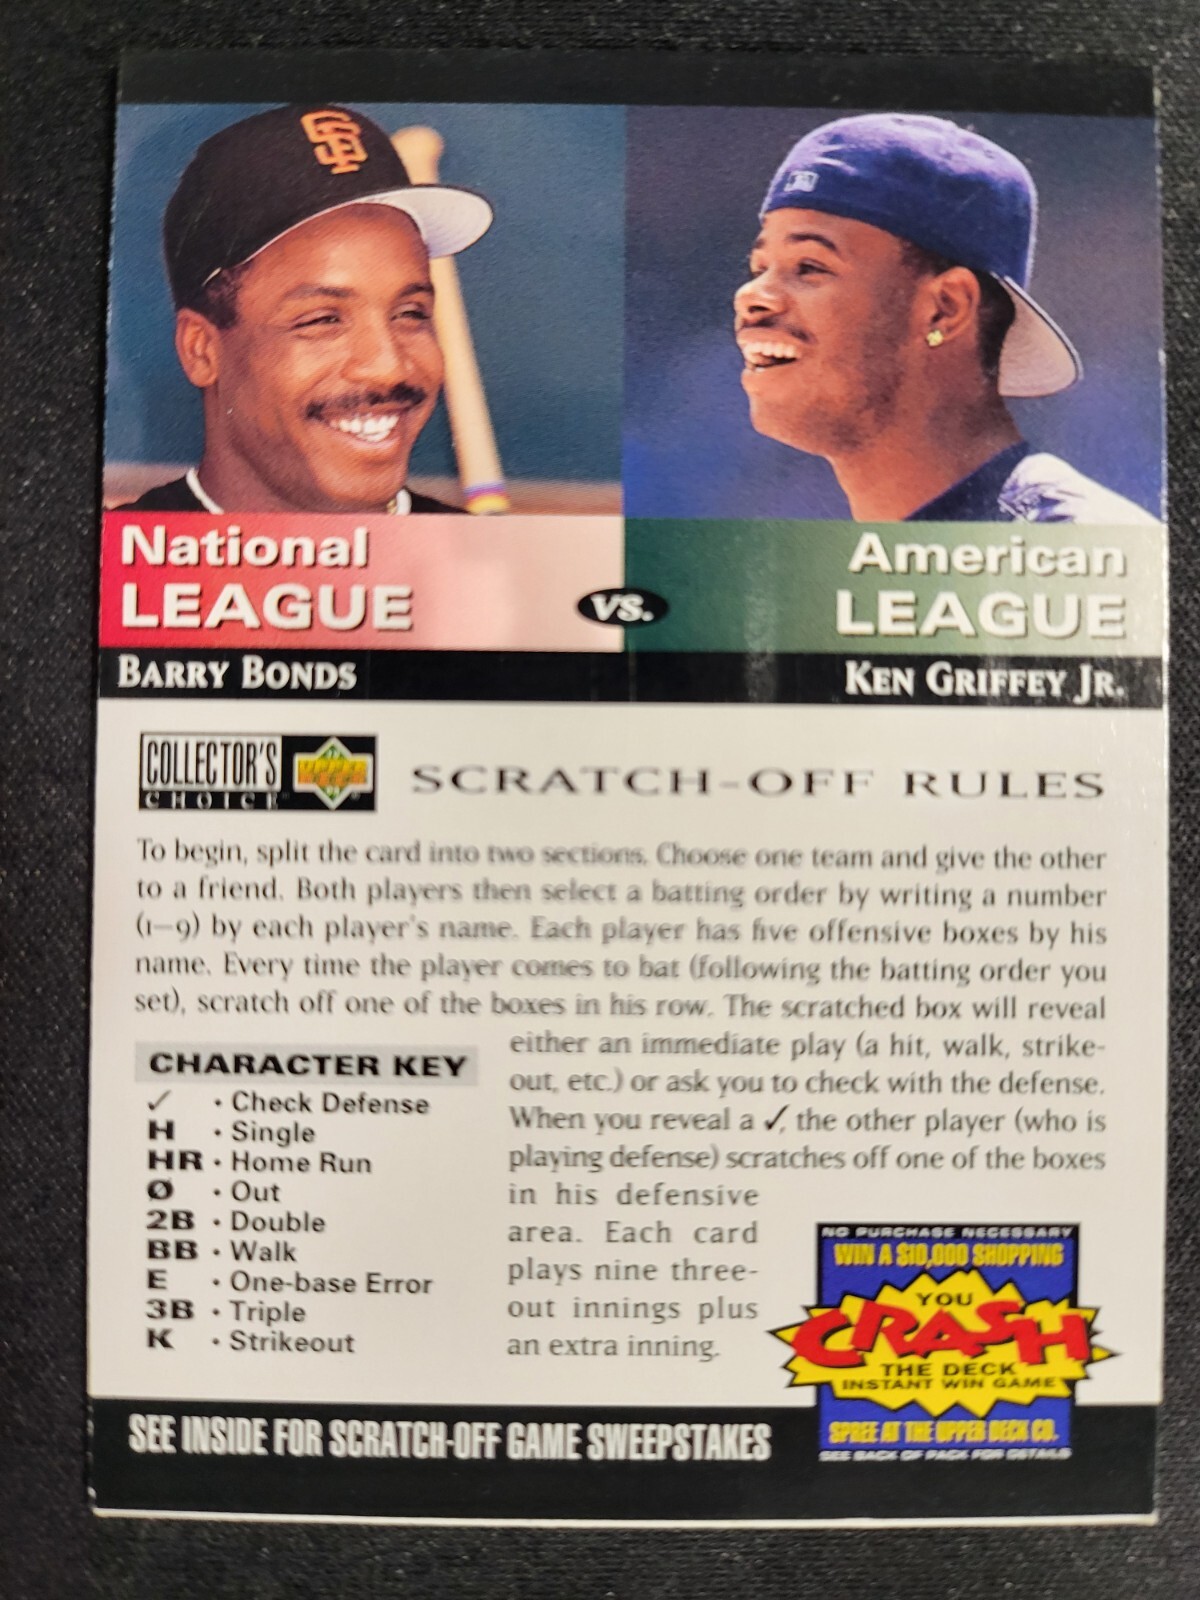 National
LEAGUE
vs.
American
LEAGUE
BARRY BONDS
KEN GRIFFEY JR.
COLLECTOR'S
CHOICE
UPPER
DECK
SCRATCH-OFF RULES
To begin, split the card into two sections. Choose one team and give the other
to a friend. Both players then select a batting order by writing a number
(1–9) by each player's name. Each player has five offensive boxes by his
name. Every time the player comes to bat (following the batting order you
set), scratch off one of the boxes in his row. The scratched box will reveal
either an immediate play (a hit, walk, strike-
out, etc.) or ask you to check with the defense.
When you reveal a ✓, the other player (who is
playing defense) scratches off one of the boxes
in his defensive
area. Each card
plays nine three-
out innings plus
an extra inning.
CHARACTER KEY
✓ • Check Defense
H • Single
HR • Home Run
Ø • Out
2B • Double
BB • Walk
E • One-base Error
3B • Triple
K • Strikeout
NO PURCHASE NECESSARY
WIN A $10,000 SHOPPING
YOU
CRASH
THE DECK
INSTANT WIN GAME
SPREE AT THE UPPER DECK CO.
SEE BACK OF PACK FOR DETAILS
SEE INSIDE FOR SCRATCH-OFF GAME SWEEPSTAKES